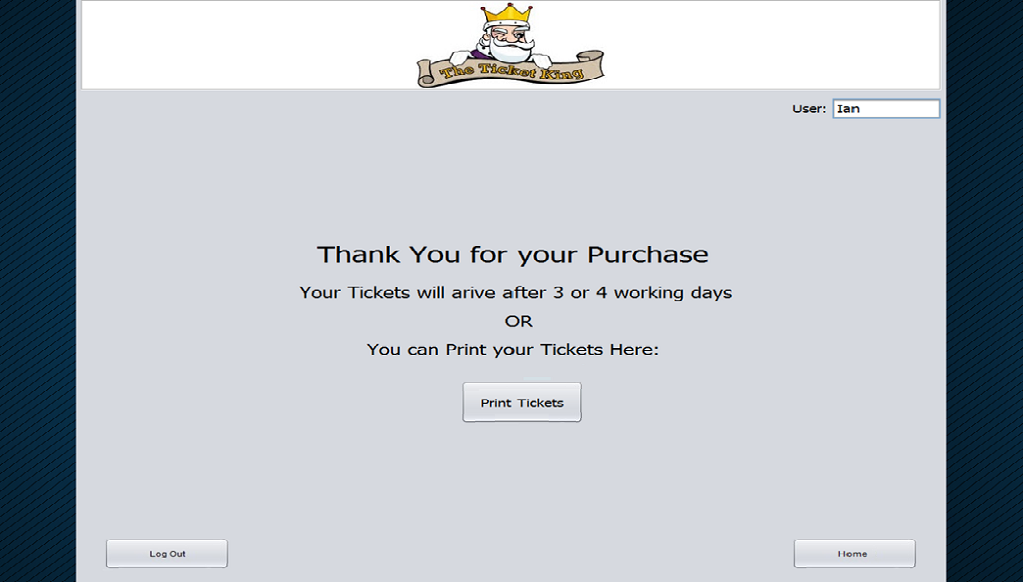 The Ticket King
User: Ian
Thank You for your Purchase
Your Tickets will arive after 3 or 4 working days
OR
You can Print your Tickets Here:
Print Tickets
Log Out
Home